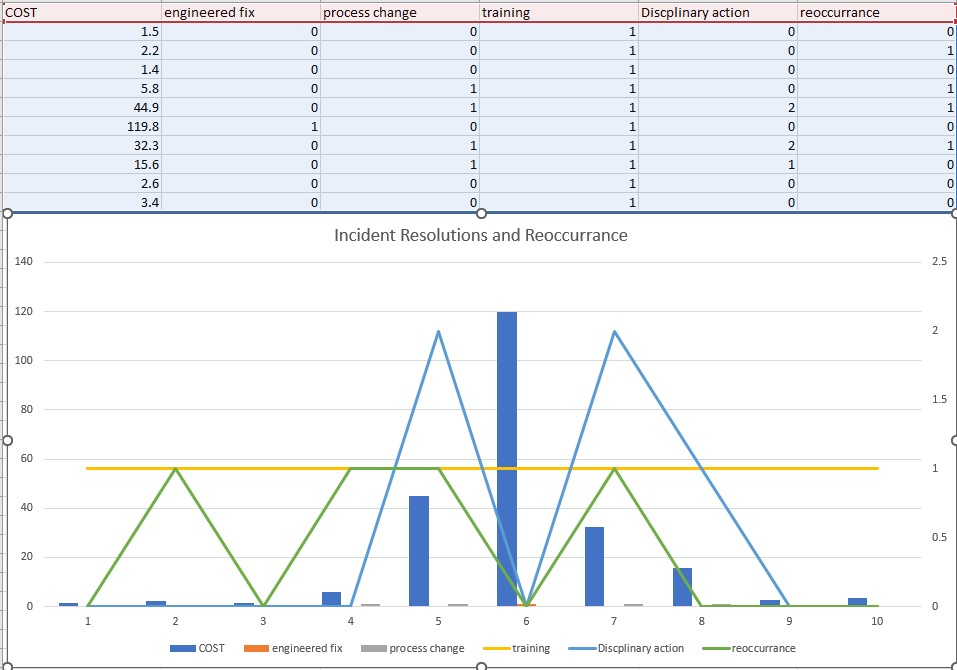 COST engineered fix process change training Discplinary action reoccurrance
1.5 0 0 1 0 0
2.2 0 0 1 0 1
1.4 0 0 1 0 0
5.8 0 1 1 0 1
44.9 0 1 1 2 1
119.8 1 0 1 0 0
32.3 0 1 1 2 1
15.6 0 1 1 1 0
2.6 0 0 1 0 0
3.4 0 0 1 0 0
Incident Resolutions and Reoccurrance
140 2.5
120
2
100
80 1.5
60
1
40
0.5
20
0 0
1 2 3 4 5 6 7 8 9 10
COST engineered fix process change training Discplinary action reoccurrance